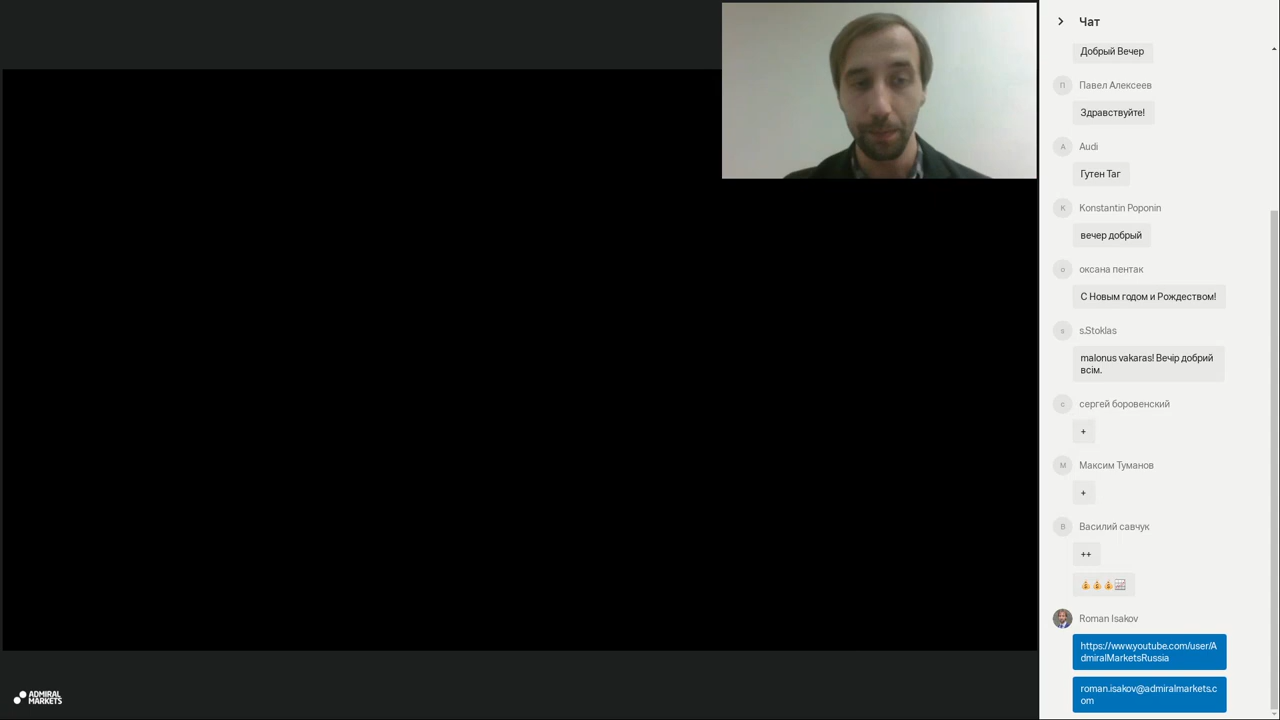 Чат
Добрый Вечер
П
Павел Алексеев
Здравствуйте!
A
Audi
Гутен Таг
K
Konstantin Poponin
вечер добрый
о
оксана пентак
С Новым годом и Рождеством!
s
s.Stoklas
malonus vakaras! Вечір добрий
всім.
с
сергей боровенский
+
М
Максим Туманов
+
В
Василий савчук
++
💰💰💰📈
Roman Isakov
https://www.youtube.com/user/A
dmiralMarketsRussia
roman.isakov@admiralmarkets.c
om
ADMIRAL
MARKETS